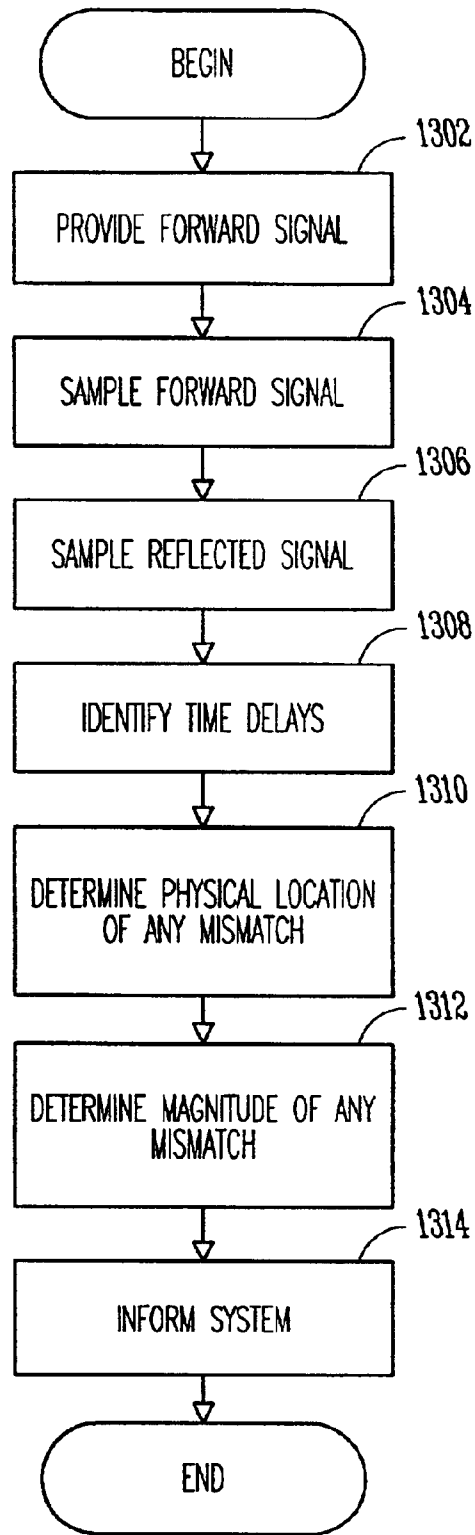 BEGIN
1302
PROVIDE FORWARD SIGNAL
1304
SAMPLE FORWARD SIGNAL
1306
SAMPLE REFLECTED SIGNAL
1308
IDENTIFY TIME DELAYS
1310
DETERMINE PHYSICAL LOCATION
OF ANY MISMATCH
1312
DETERMINE MAGNITUDE OF ANY
MISMATCH
1314
INFORM SYSTEM
END